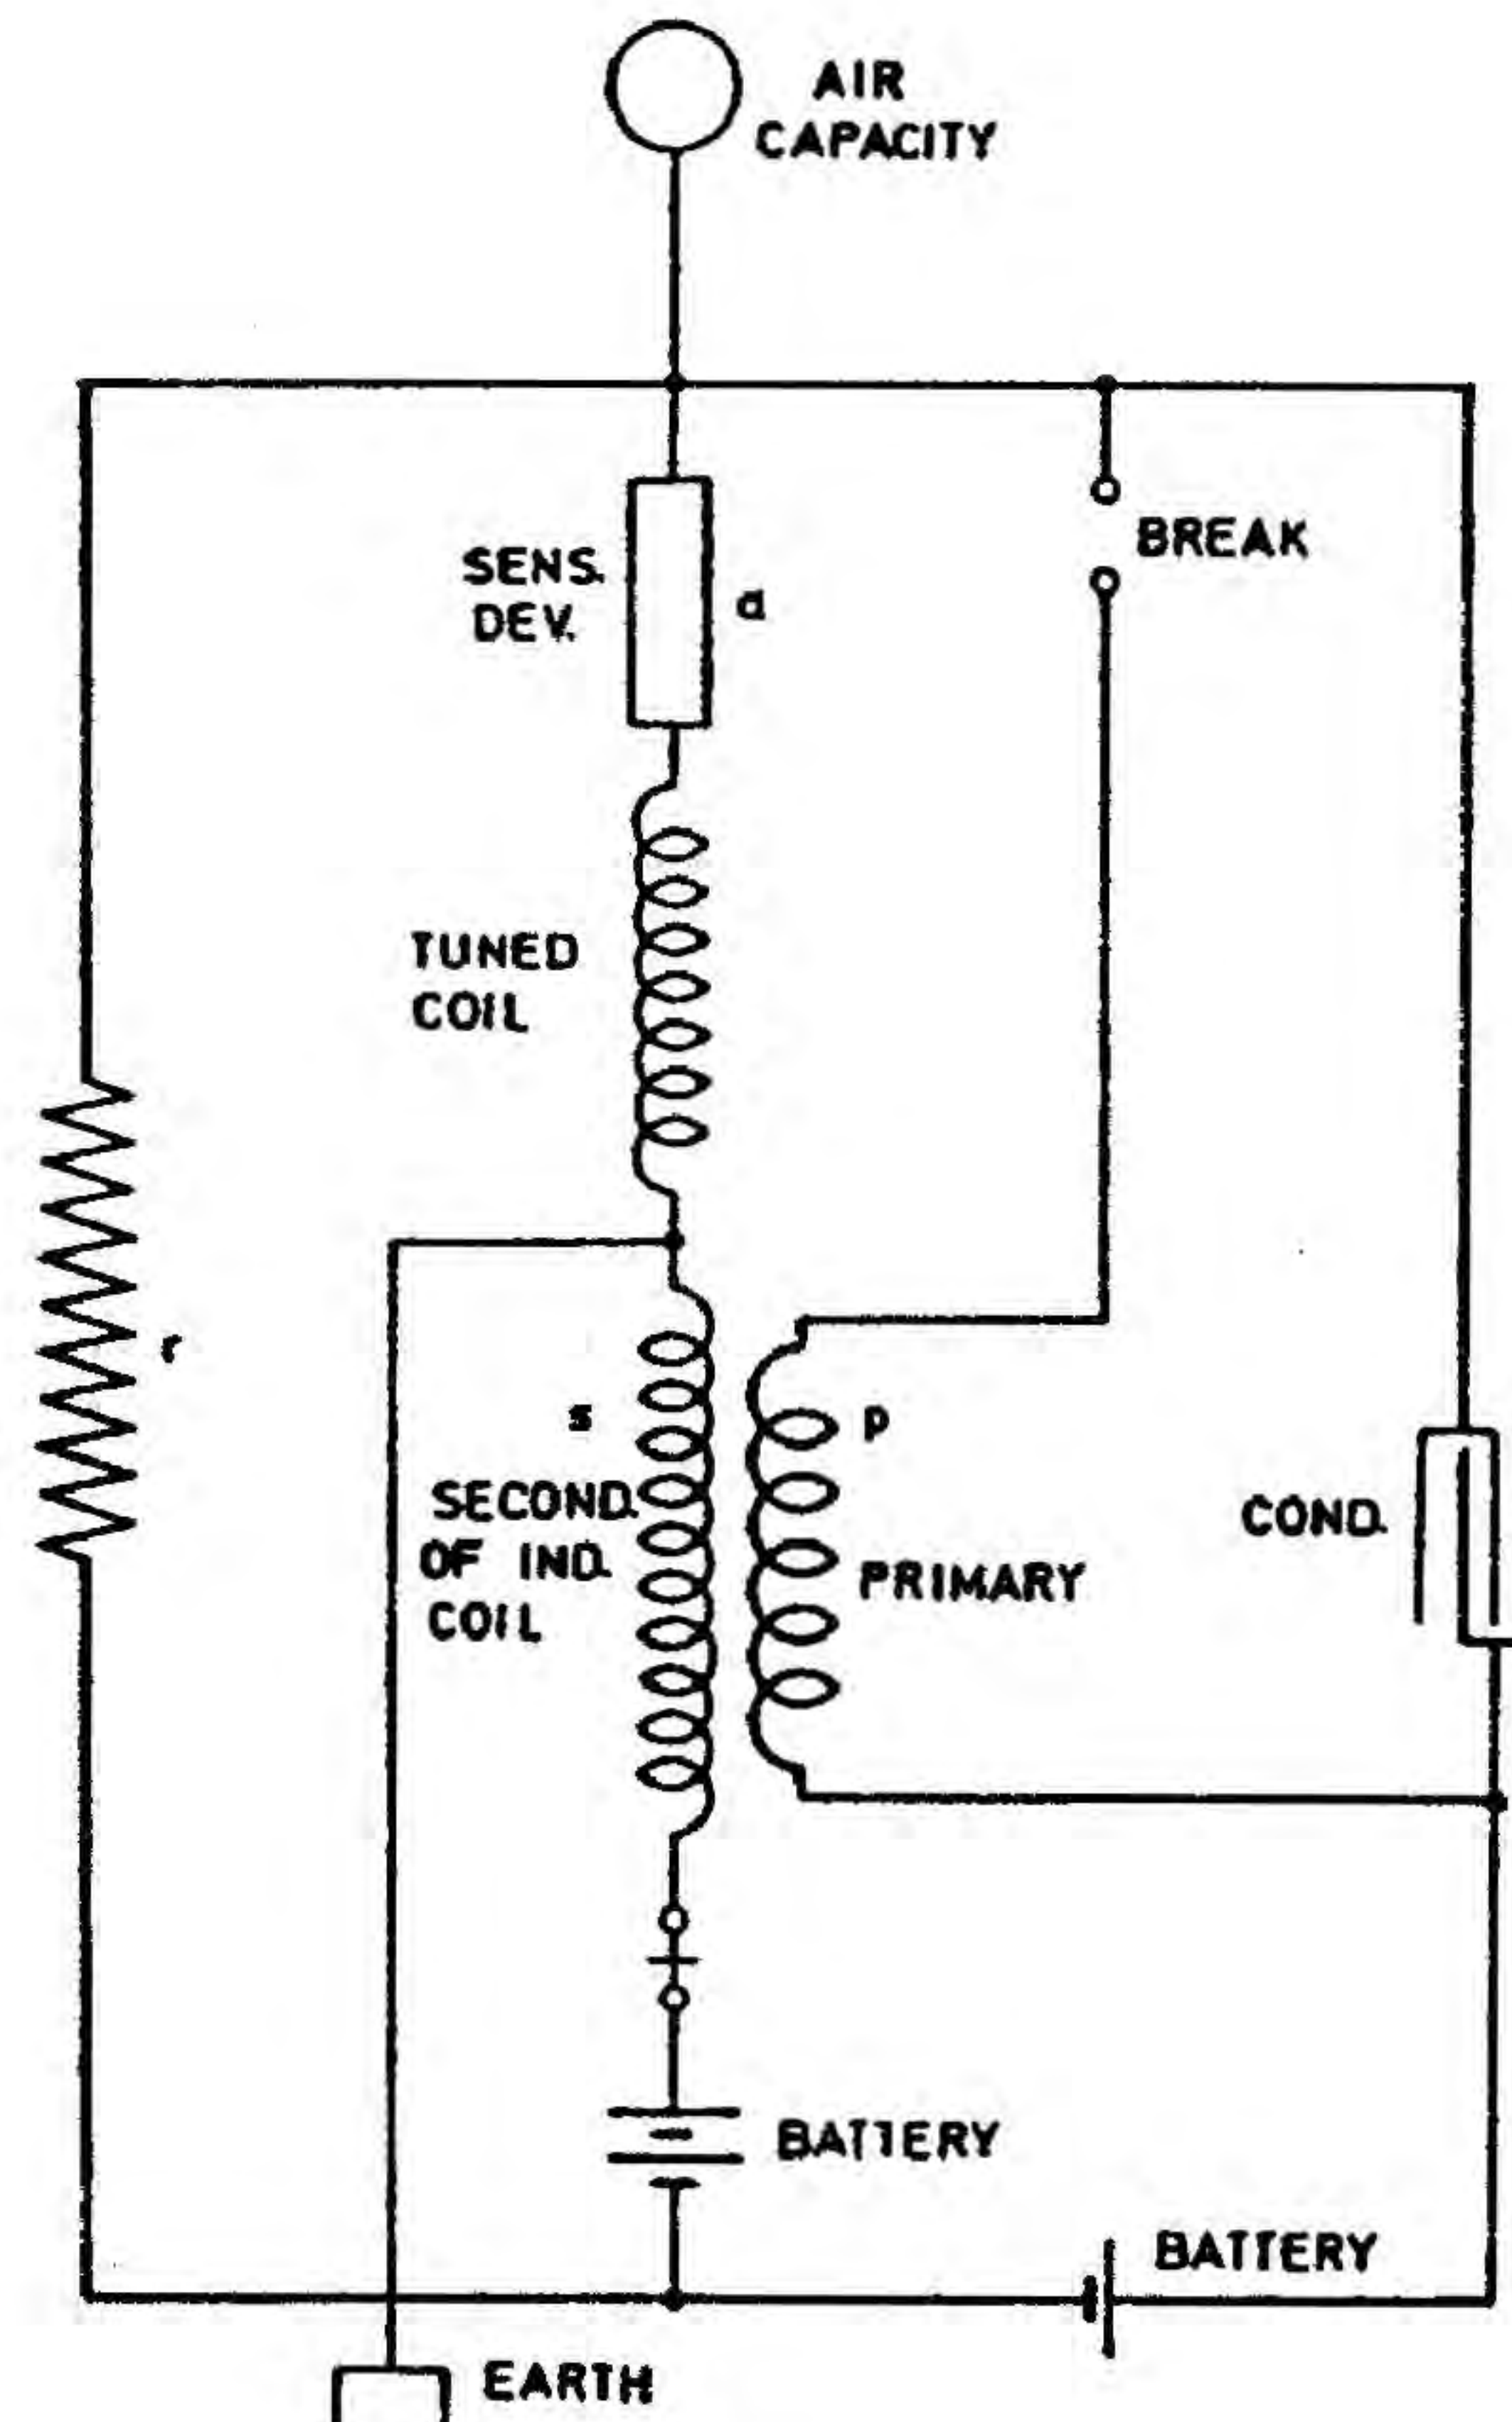 AIR
CAPACITY
SENS.
DEV.
d
BREAK
TUNED
COIL
r
s
p
SECOND.
OF IND.
COIL
PRIMARY
COND.
BATTERY
BATTERY
EARTH